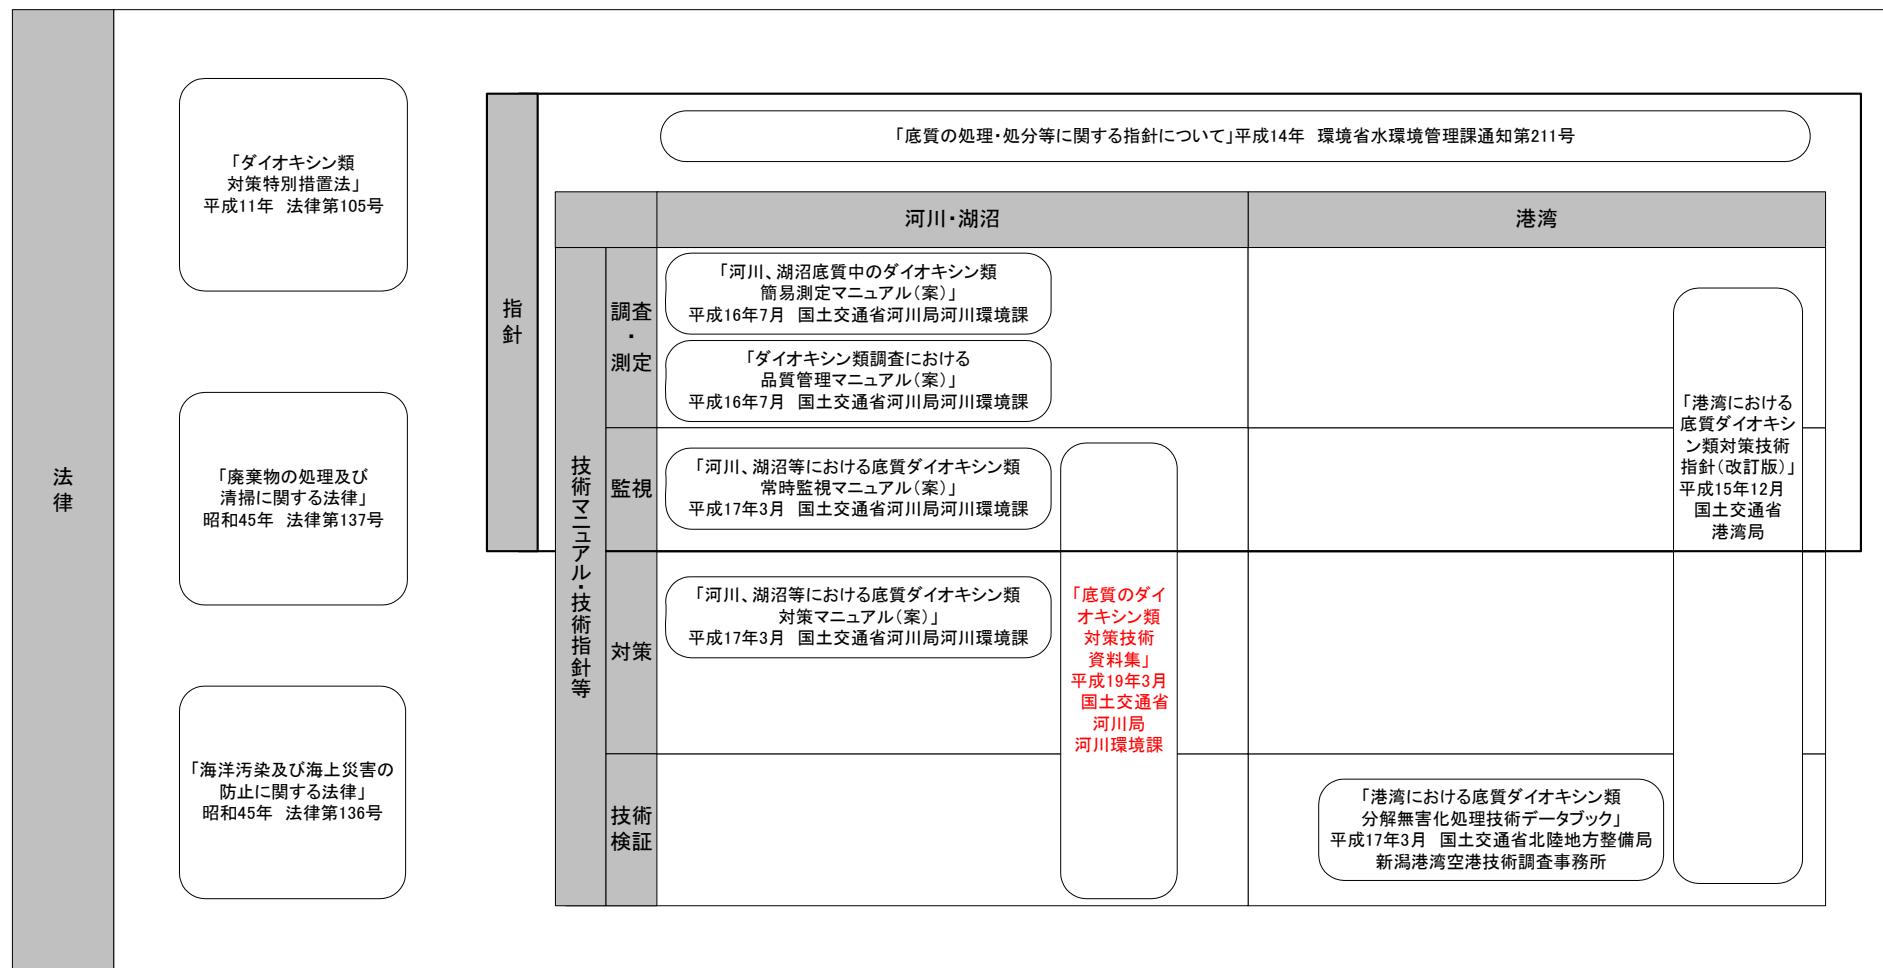 法律
「ダイオキシン類
対策特別措置法」
平成11年 法律第105号
「廃棄物の処理及び
清掃に関する法律」
昭和45年 法律第137号
「海洋汚染及び海上災害の
防止に関する法律」
昭和45年 法律第136号
指針
「底質の処理・処分等に関する指針について」平成14年 環境省水環境管理課通知第211号
河川・湖沼
港湾
技術マニュアル・技術指針等
調査
・
測定
「河川、湖沼底質中のダイオキシン類
簡易測定マニュアル(案)」
平成16年7月 国土交通省河川局河川環境課
「ダイオキシン類調査における
品質管理マニュアル(案)」
平成16年7月 国土交通省河川局河川環境課
監視
「河川、湖沼等における底質ダイオキシン類
常時監視マニュアル(案)」
平成17年3月 国土交通省河川局河川環境課
対策
「河川、湖沼等における底質ダイオキシン類
対策マニュアル(案)」
平成17年3月 国土交通省河川局河川環境課
「底質のダイ
オキシン類
対策技術
資料集」
平成19年3月
国土交通省
河川局
河川環境課
「港湾における
底質ダイオキシ
ン類対策技術
指針(改訂版)」
平成15年12月
国土交通省
港湾局
技術
検証
「港湾における底質ダイオキシン類
分解無害化処理技術データブック」
平成17年3月 国土交通省北陸地方整備局
新潟港湾空港技術調査事務所